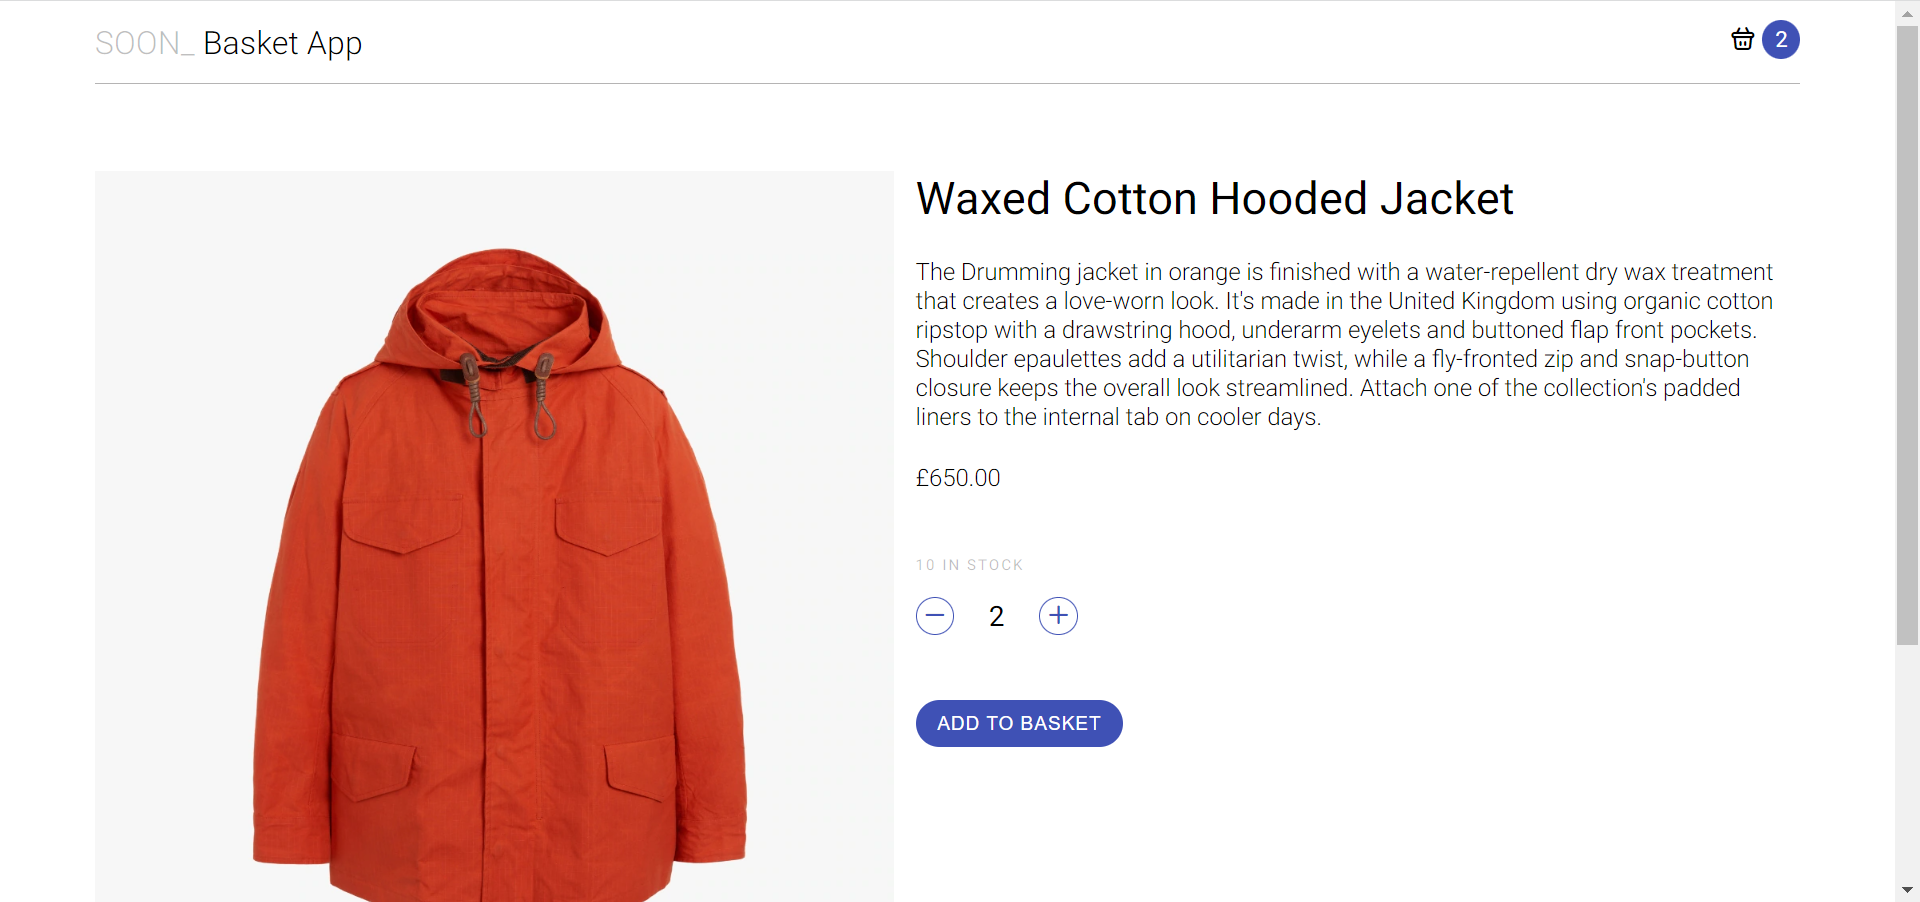 SOON_ Basket App
2
Waxed Cotton Hooded Jacket
The Drumming jacket in orange is finished with a water-repellent dry wax treatment
that creates a love-worn look. It's made in the United Kingdom using organic cotton
ripstop with a drawstring hood, underarm eyelets and buttoned flap front pockets.
Shoulder epaulettes add a utilitarian twist, while a fly-fronted zip and snap-button
closure keeps the overall look streamlined. Attach one of the collection's padded
liners to the internal tab on cooler days.
£650.00
10 IN STOCK
2
ADD TO BASKET